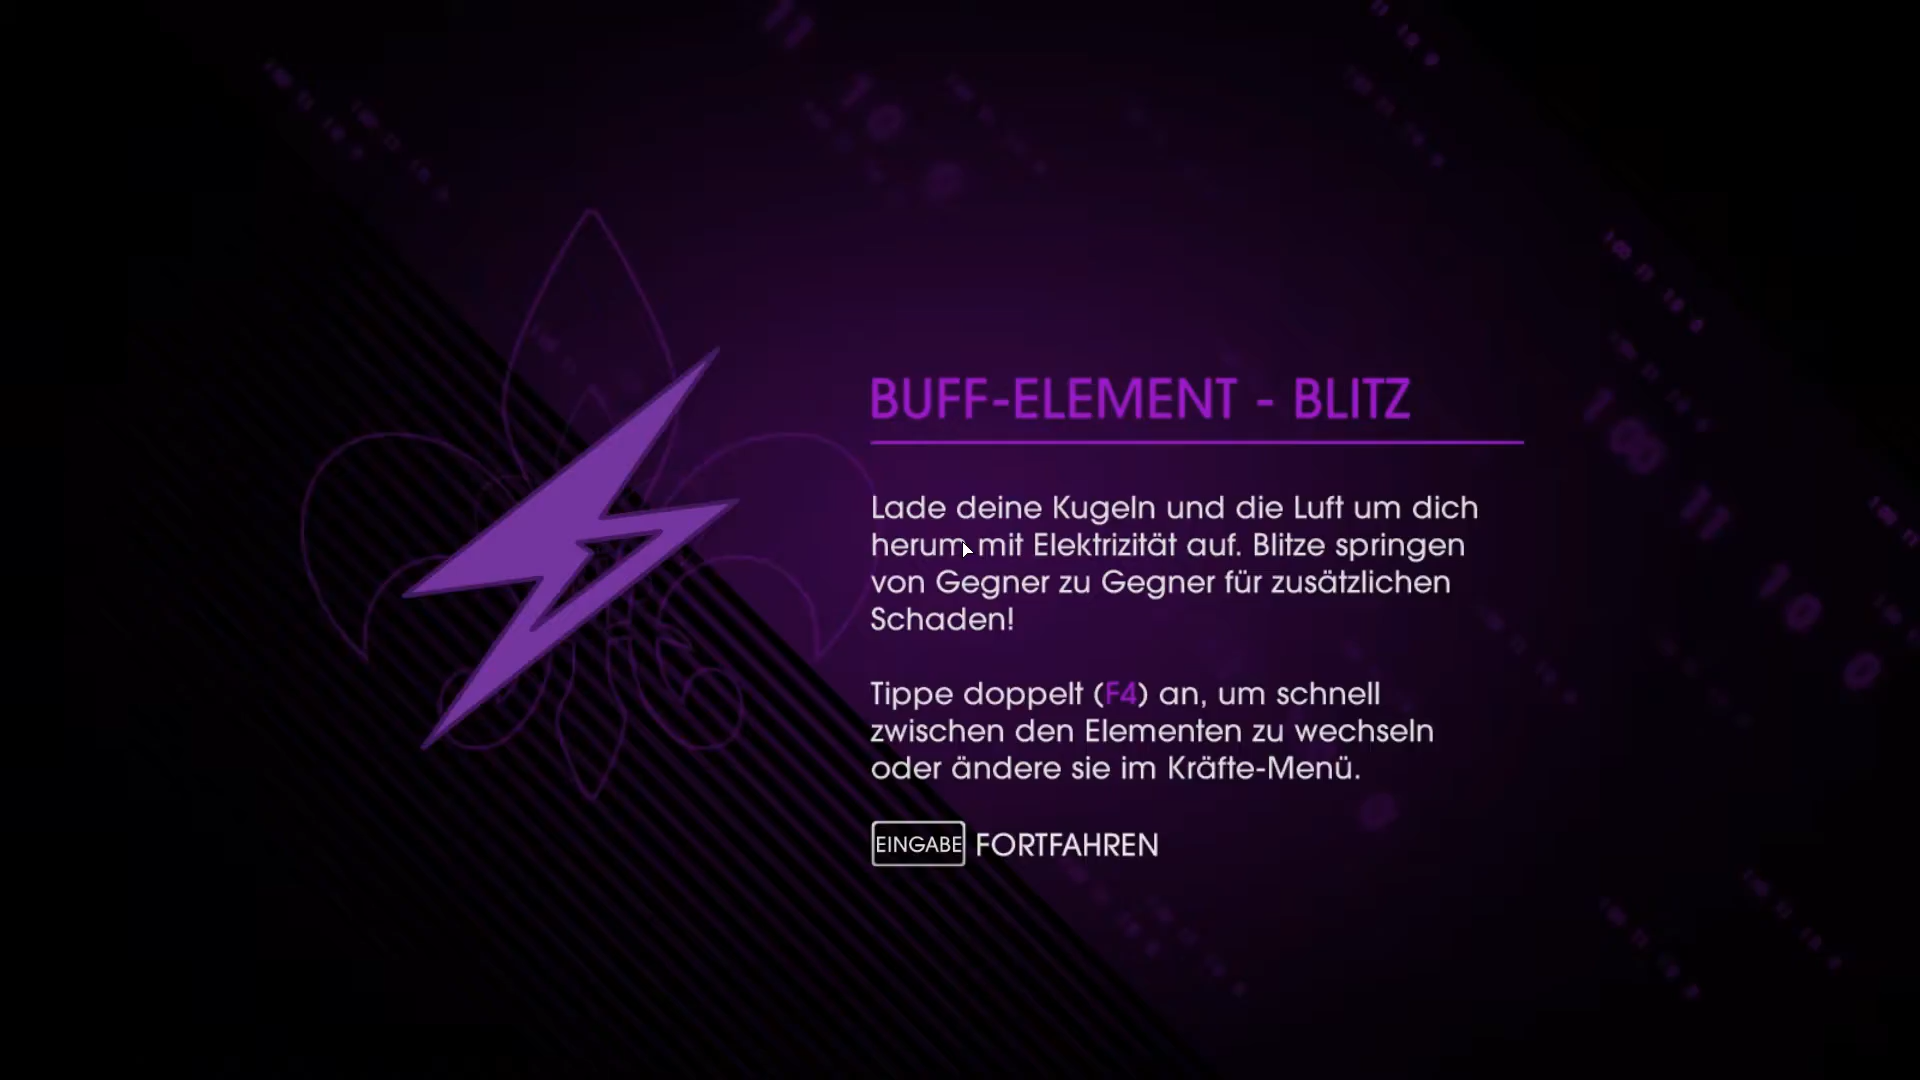 BUFF-ELEMENT - BLITZ
Lade deine Kugeln und die Luft um dich
herum mit Elektrizität auf. Blitze springen
von Gegner zu Gegner für zusätzlichen
Schaden!
Tippe doppelt (F4) an, um schnell
zwischen den Elementen zu wechseln
oder ändere sie im Kräfte-Menü.
EINGABE FORTFAHREN